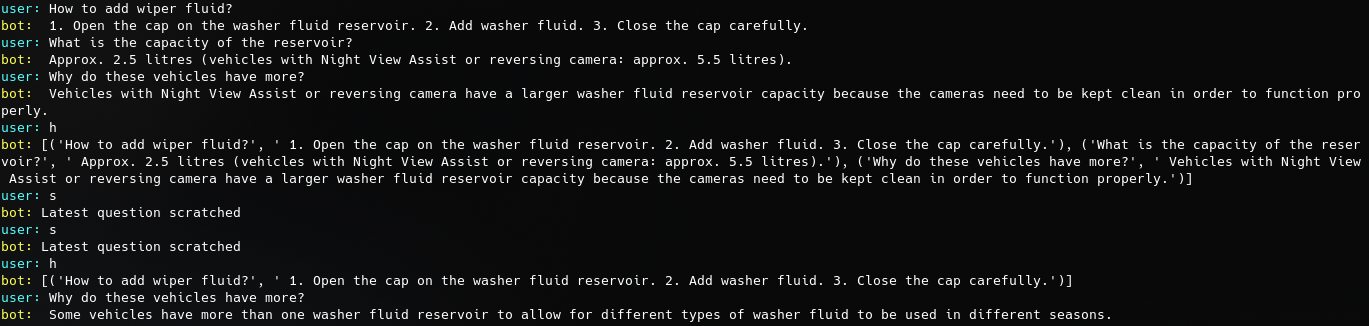 user: How to add wiper fluid?
bot:  1. Open the cap on the washer fluid reservoir. 2. Add washer fluid. 3. Close the cap carefully.
user: What is the capacity of the reservoir?
bot:  Approx. 2.5 litres (vehicles with Night View Assist or reversing camera: approx. 5.5 litres).
user: Why do these vehicles have more?
bot:  Vehicles with Night View Assist or reversing camera have a larger washer fluid reservoir capacity because the cameras need to be kept clean in order to function pro
perly.
user: h
bot: [('How to add wiper fluid?', ' 1. Open the cap on the washer fluid reservoir. 2. Add washer fluid. 3. Close the cap carefully.'), ('What is the capacity of the reser
voir?', ' Approx. 2.5 litres (vehicles with Night View Assist or reversing camera: approx. 5.5 litres).'), ('Why do these vehicles have more?', ' Vehicles with Night View
 Assist or reversing camera have a larger washer fluid reservoir capacity because the cameras need to be kept clean in order to function properly.')]
user: s
bot: Latest question scratched
user: s
bot: Latest question scratched
user: h
bot: [('How to add wiper fluid?', ' 1. Open the cap on the washer fluid reservoir. 2. Add washer fluid. 3. Close the cap carefully.')]
user: Why do these vehicles have more?
bot:  Some vehicles have more than one washer fluid reservoir to allow for different types of washer fluid to be used in different seasons.